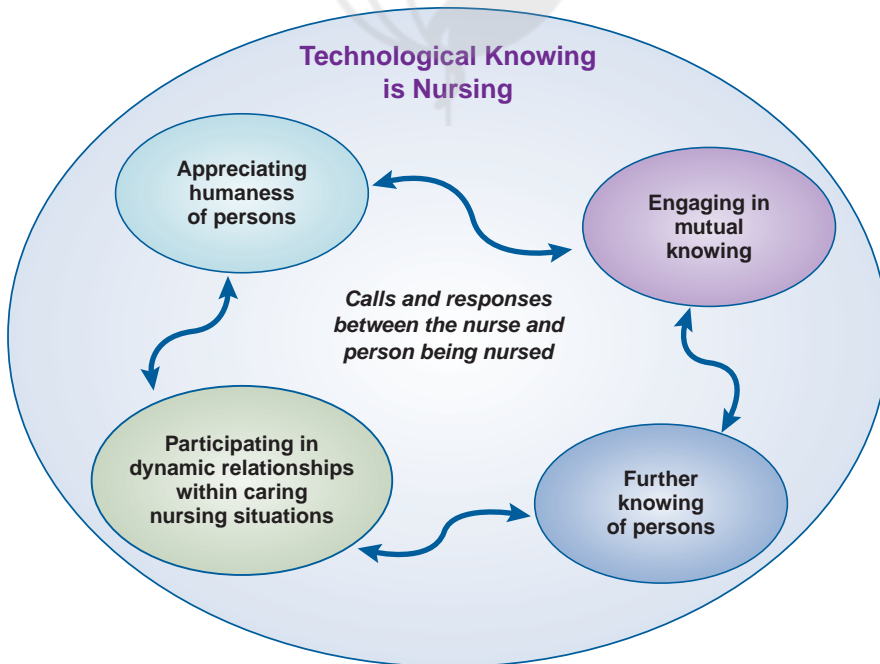 Technological Knowing
is Nursing
Appreciating
humaness
of persons
Engaging in
mutual
knowing
Calls and responses
between the nurse and
person being nursed
Participating in
dynamic relationships
within caring
nursing situations
Further
knowing
of persons